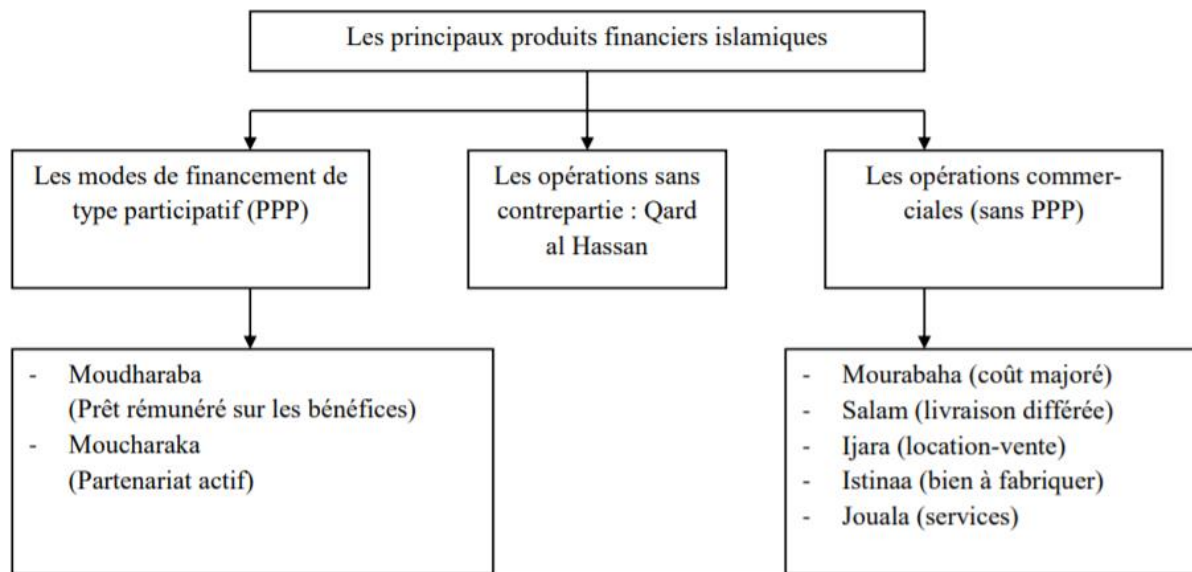 Les principaux produits financiers islamiques
Les modes de financement de
type participatif (PPP)
Les opérations sans
contrepartie : Qard
al Hassan
Les opérations commer-
ciales (sans PPP)
- Moudharaba
(Prêt rémunéré sur les bénéfices)
- Moucharaka
(Partenariat actif)
- Mourabaha (coût majoré)
- Salam (livraison différée)
- Ijara (location-vente)
- Istinaa (bien à fabriquer)
- Jouala (services)